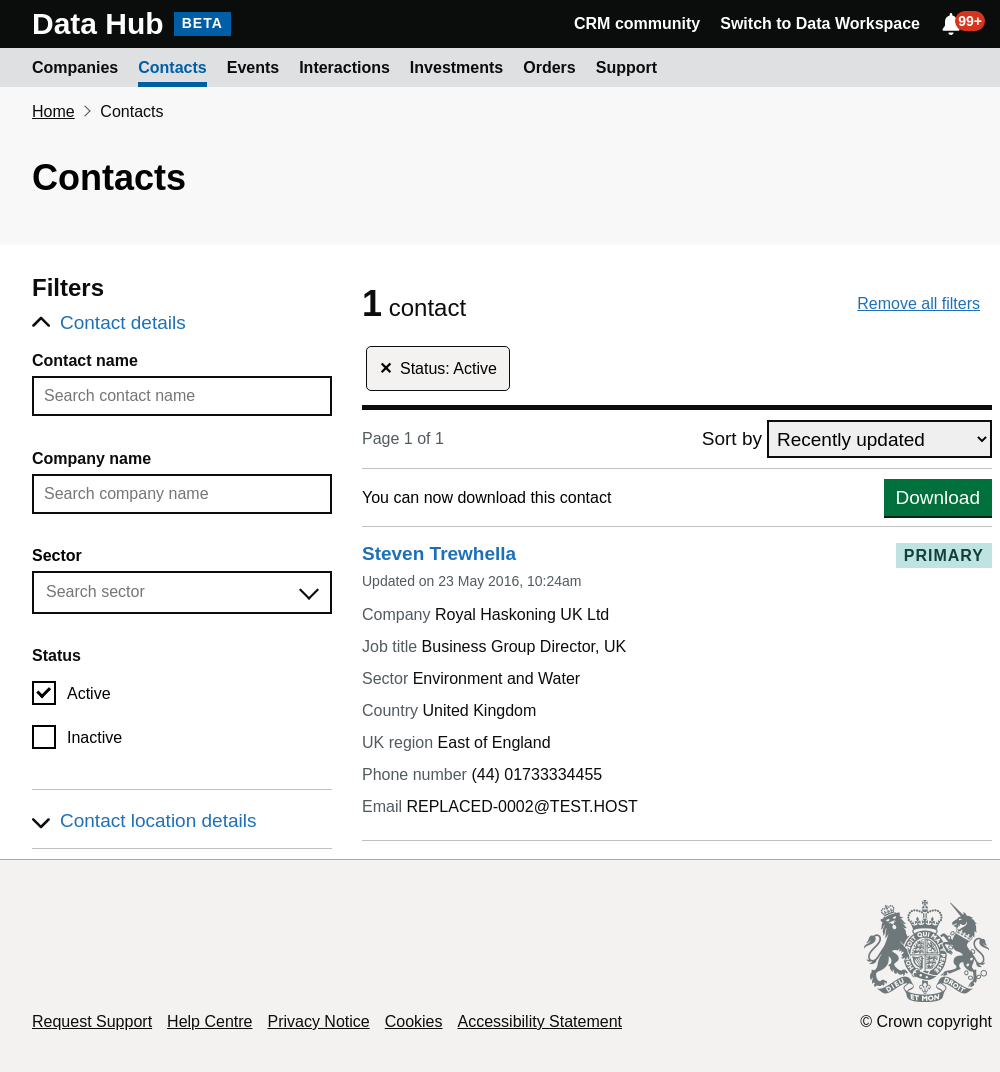 Data Hub BETA CRM community Switch to Data Workspace 99+
Companies Contacts Events Interactions Investments Orders Support
Home Contacts
Contacts
Filters
Contact details
Contact name
Search contact name
Company name
Search company name
Sector
Search sector
Status
Active
Inactive
Contact location details
1 contact Remove all filters
✕ Status: Active
Page 1 of 1 Sort by Recently updated
You can now download this contact Download
Steven Trewhella PRIMARY
Updated on 23 May 2016, 10:24am
Company Royal Haskoning UK Ltd
Job title Business Group Director, UK
Sector Environment and Water
Country United Kingdom
UK region East of England
Phone number (44) 01733334455
Email REPLACED-0002@TEST.HOST
DIEU ET MON DROIT
Request Support Help Centre Privacy Notice Cookies Accessibility Statement © Crown copyright